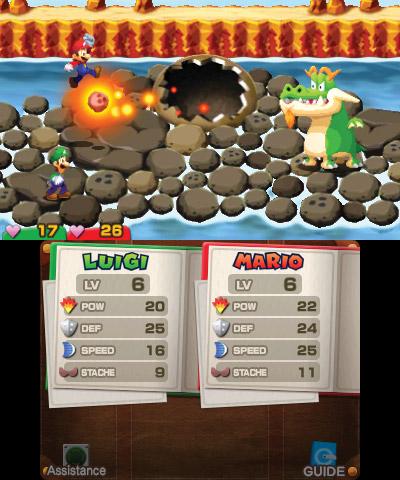 17 26
LUIGI MARIO
LV 6 LV 6
POW 20 POW 22
DEF 25 DEF 24
SPEED 16 SPEED 25
STACHE 9 STACHE 11
Assistance GUIDE